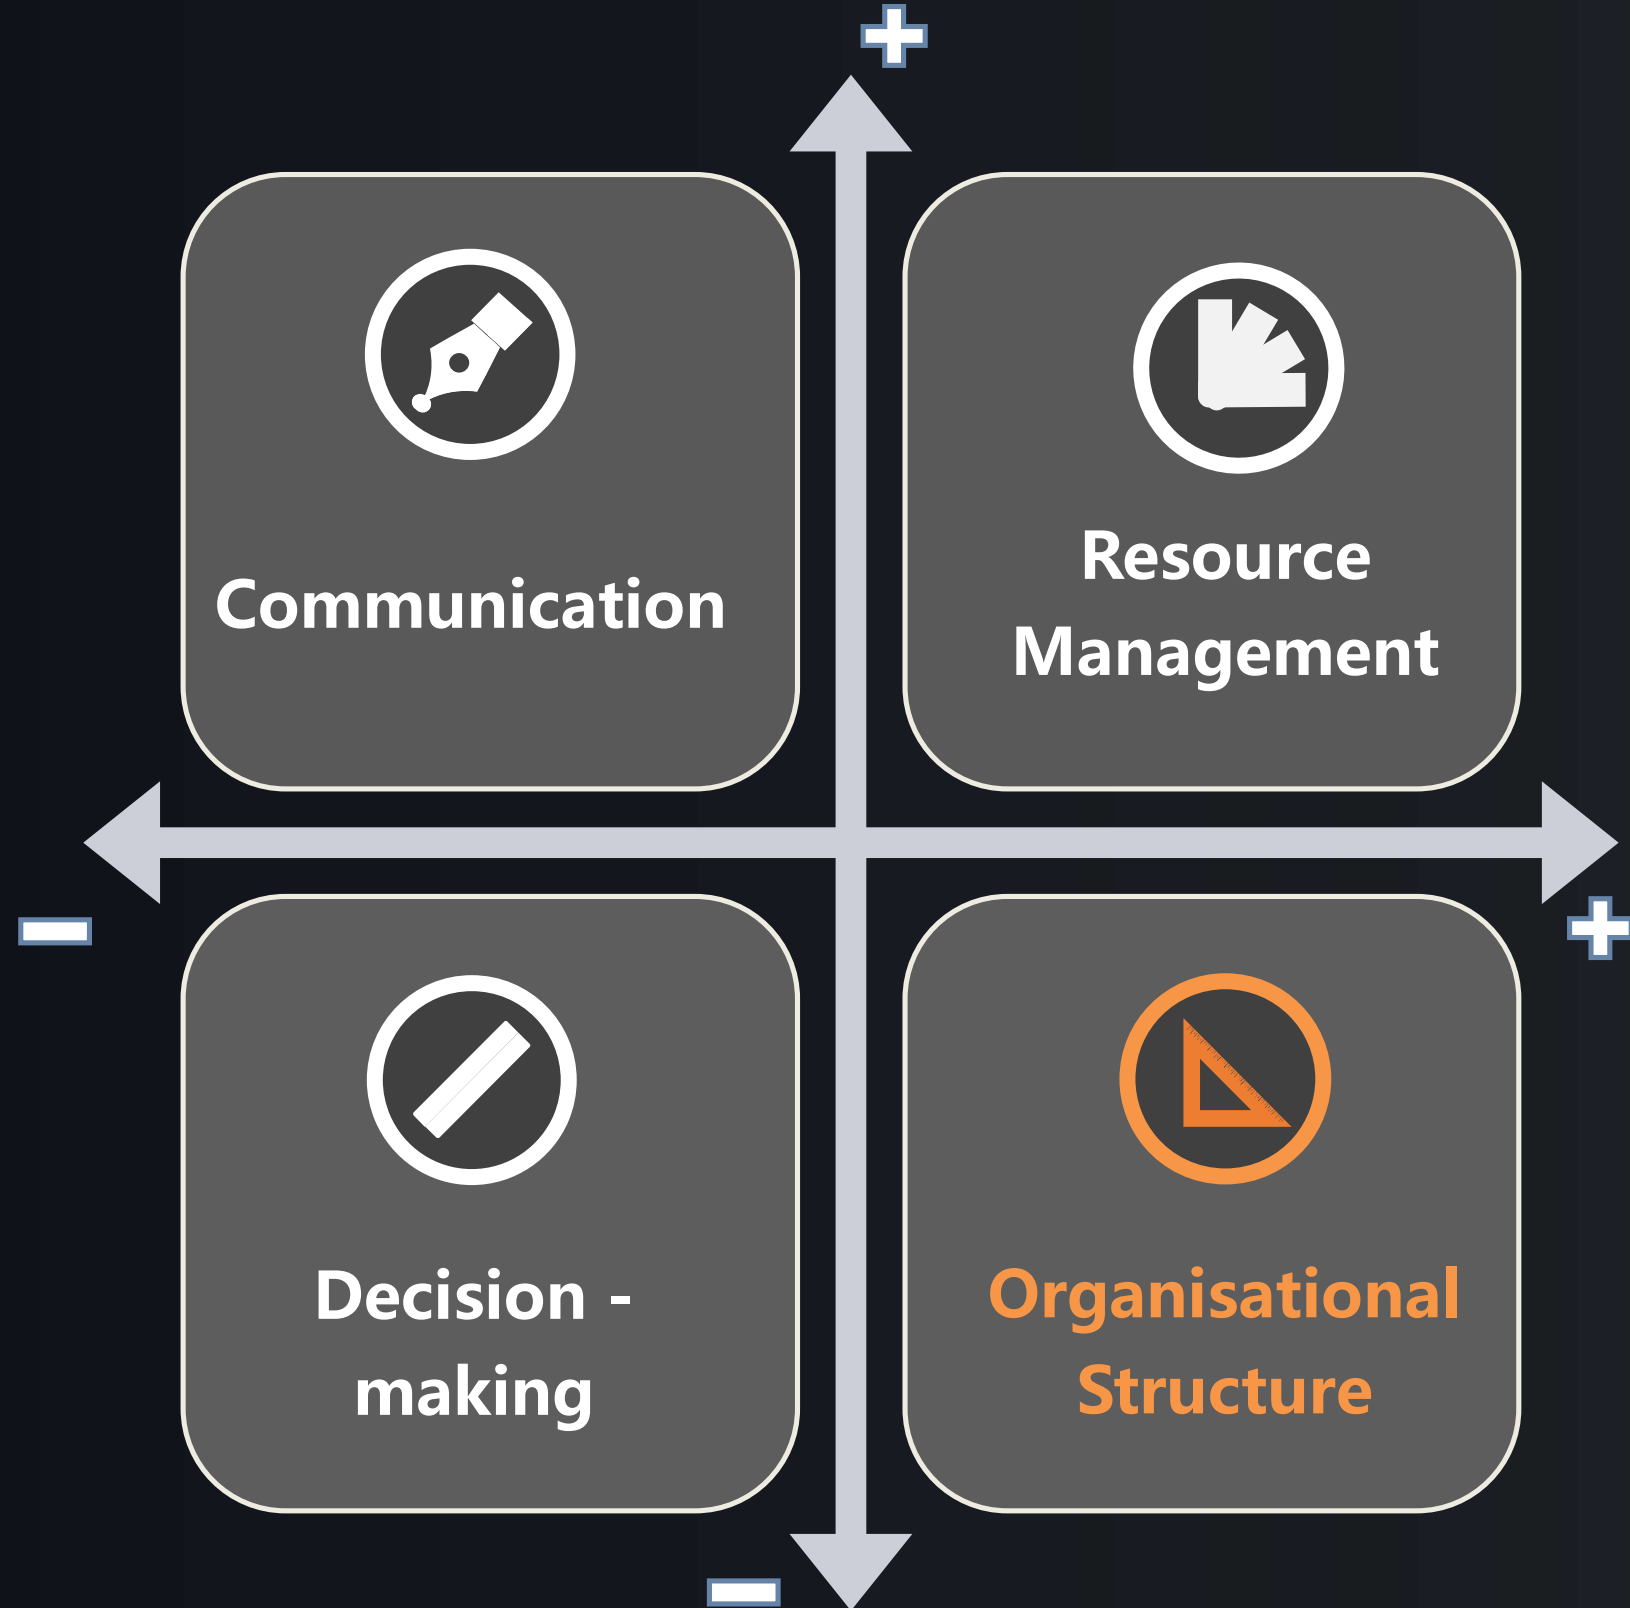 Communication
Resource
Management
Decision -
making
Organisational
Structure